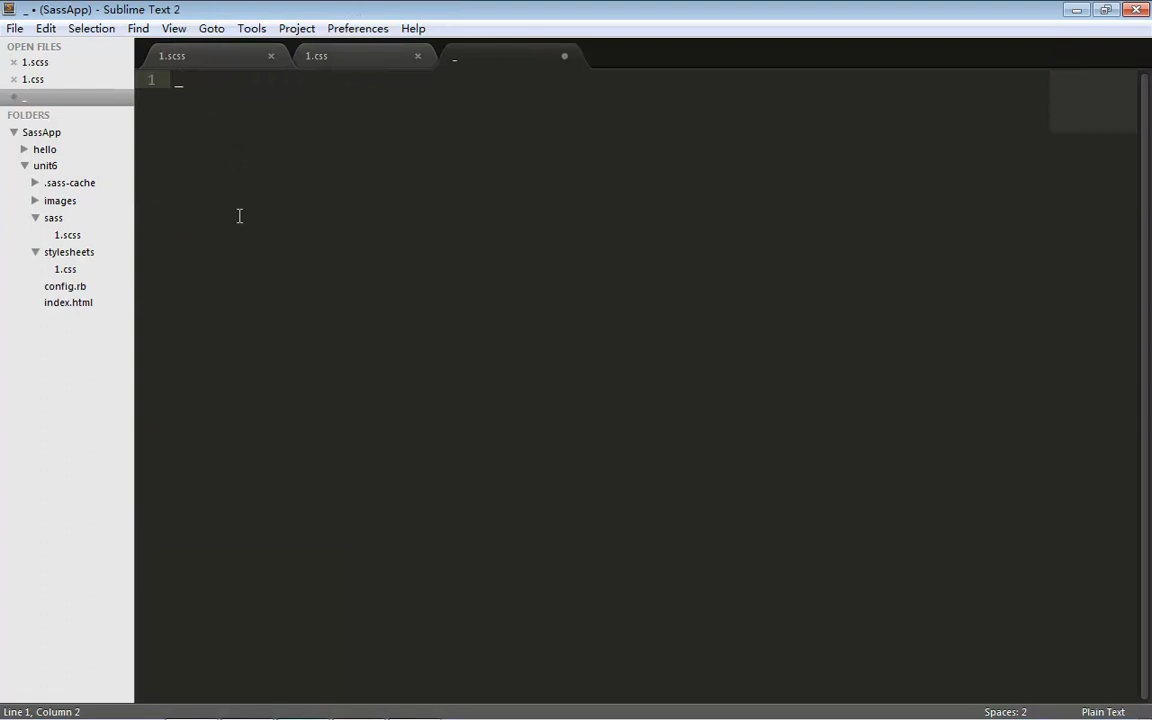 _ • (SassApp) - Sublime Text 2
File Edit Selection Find View Goto Tools Project Preferences Help
OPEN FILES
1.scss
1.css
_
FOLDERS
SassApp
hello
unit6
.sass-cache
images
sass
1.scss
stylesheets
1.css
config.rb
index.html
1.scss 1.css _
1 _
Line 1, Column 2 Spaces: 2 Plain Text